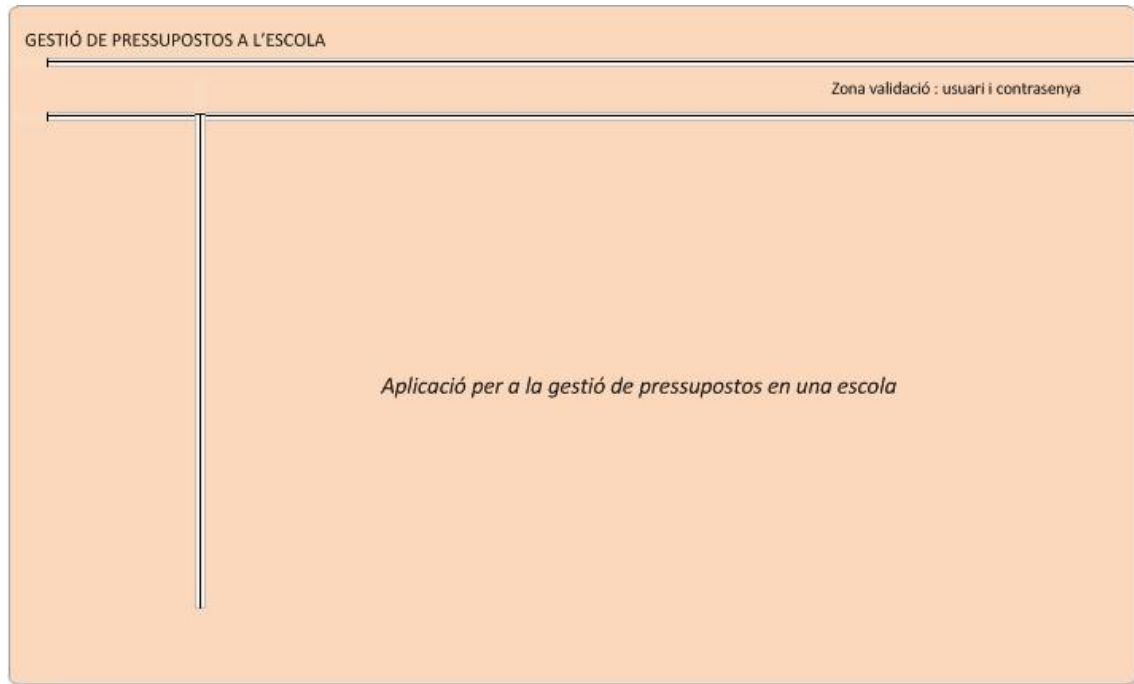 GESTIÓ DE PRESSUPOSTOS A L’ESCOLA
Zona validació : usuari i contrasenya
Aplicació per a la gestió de pressupostos en una escola